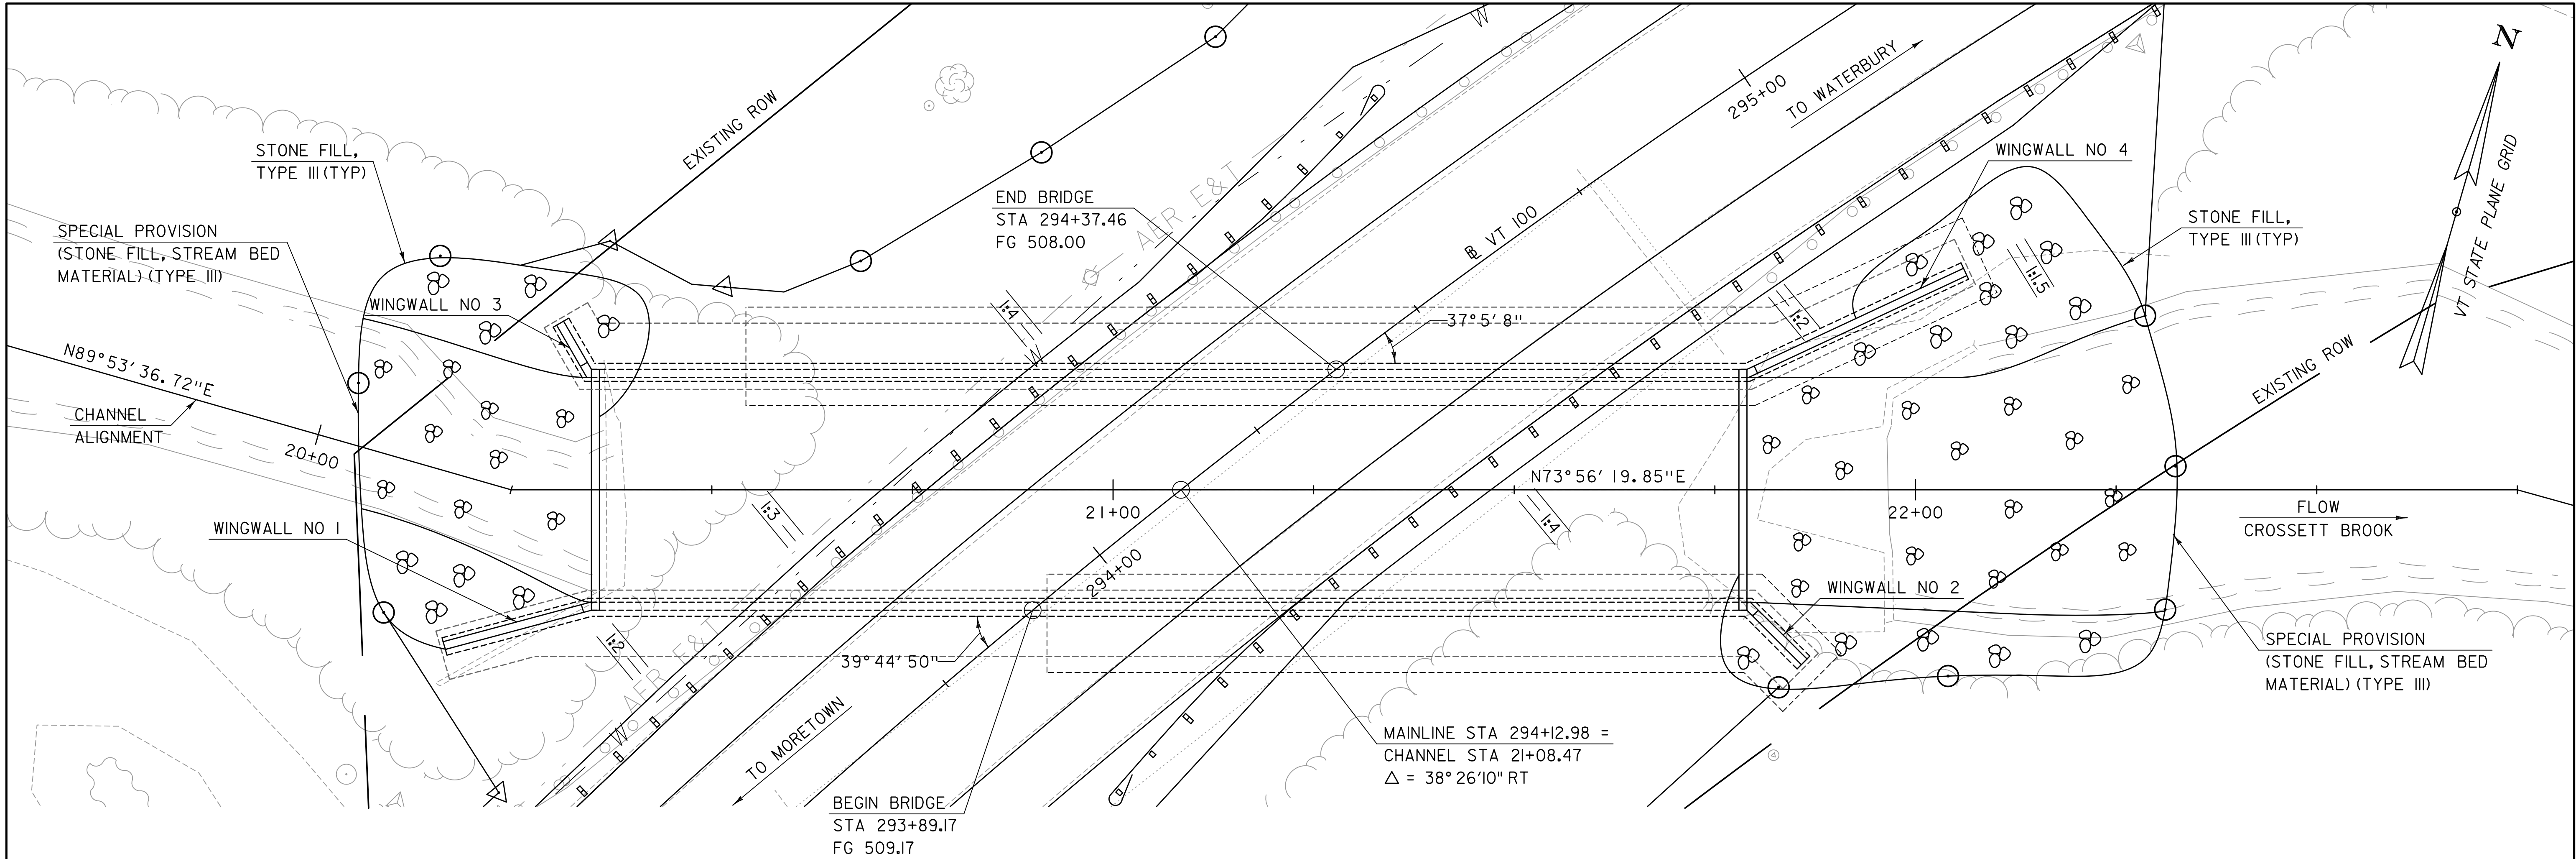 N
VT STATE PLANE GRID
STONE FILL,
TYPE III (TYP)
EXISTING ROW
SPECIAL PROVISION
(STONE FILL, STREAM BED
MATERIAL) (TYPE III)
WINGWALL NO 3
N89°53'36.72"E
CHANNEL
ALIGNMENT
20+00
WINGWALL NO 1
1:3
1:2
1:4
W
AER E&T
W
END BRIDGE
STA 294+37.46
FG 508.00
295+00
TO WATERBURY
WINGWALL NO 4
℄ VT 100
37°5'8"
1:2
1:1.5
STONE FILL,
TYPE III (TYP)
EXISTING ROW
N73°56'19.85"E
21+00
22+00
1:4
FLOW
CROSSETT BROOK
294+00
WINGWALL NO 2
39°44'50"
AER E&T
W
TO MORETOWN
SPECIAL PROVISION
(STONE FILL, STREAM BED
MATERIAL) (TYPE III)
MAINLINE STA 294+12.98 =
CHANNEL STA 21+08.47
△ = 38°26'10" RT
BEGIN BRIDGE
STA 293+89.17
FG 509.17